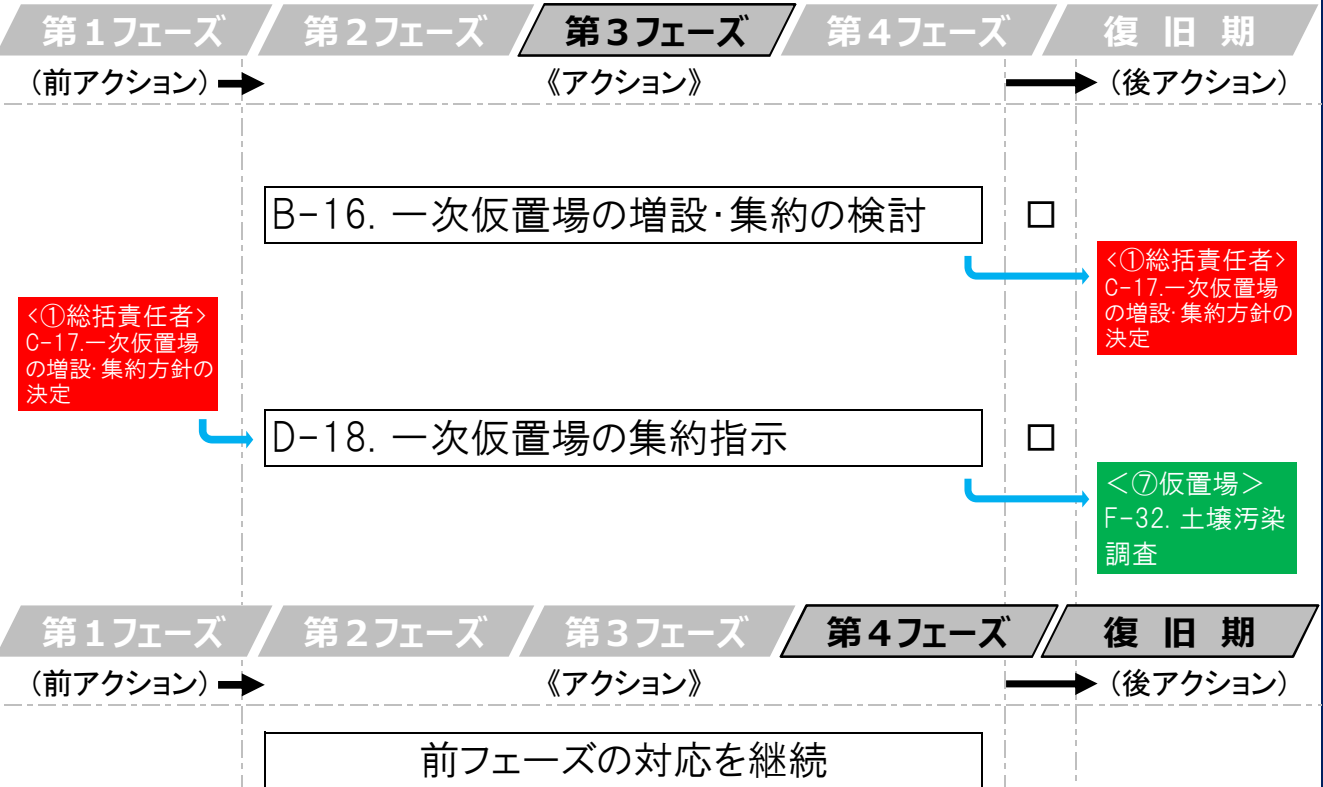 第1フェーズ 第2フェーズ 第3フェーズ 第4フェーズ 復 旧 期
(前アクション) 《アクション》 (後アクション)
B-16. 一次仮置場の増設･集約の検討 □
<①総括責任者>
C-17.一次仮置場
の増設･集約方針の
決定
<①総括責任者>
C-17.一次仮置場
の増設･集約方針の
決定
D-18. 一次仮置場の集約指示 □
＜⑦仮置場＞
F-32. 土壌汚染
調査
第1フェーズ 第2フェーズ 第3フェーズ 第4フェーズ 復 旧 期
(前アクション) 《アクション》 (後アクション)
前フェーズの対応を継続